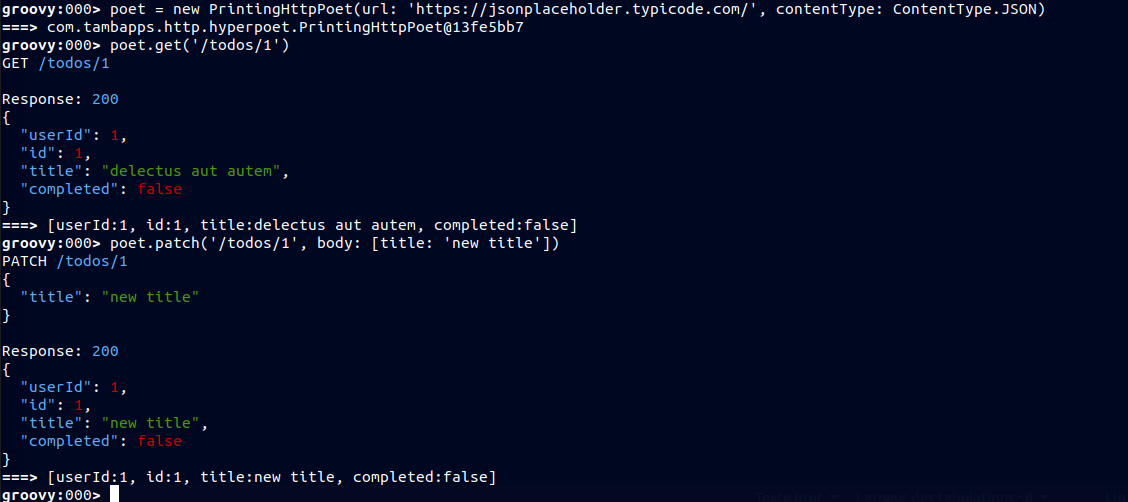 groovy:000> poet = new PrintingHttpPoet(url: 'https://jsonplaceholder.typicode.com/', contentType: ContentType.JSON)
===> com.tambapps.http.hyperpoet.PrintingHttpPoet@13fe5bb7
groovy:000> poet.get('/todos/1')
GET /todos/1

Response: 200
{
  "userId": 1,
  "id": 1,
  "title": "delectus aut autem",
  "completed": false
}
===> [userId:1, id:1, title:delectus aut autem, completed:false]
groovy:000> poet.patch('/todos/1', body: [title: 'new title'])
PATCH /todos/1
{
  "title": "new title"
}

Response: 200
{
  "userId": 1,
  "id": 1,
  "title": "new title",
  "completed": false
}
===> [userId:1, id:1, title:new title, completed:false]
groovy:000>